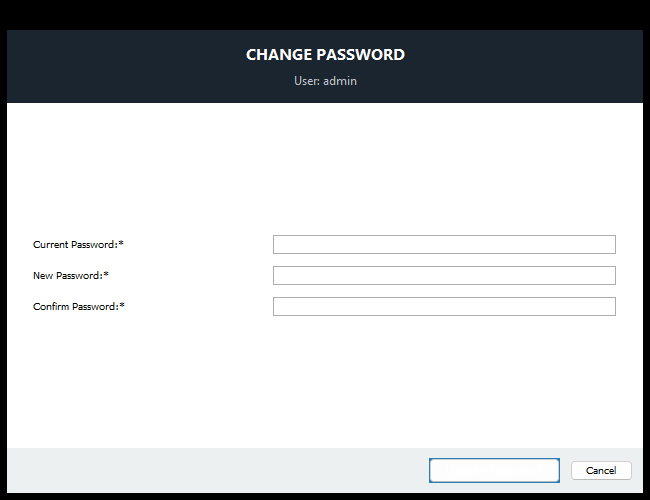 CHANGE PASSWORD
User: admin
Current Password:*
New Password:*
Confirm Password:*
Cancel